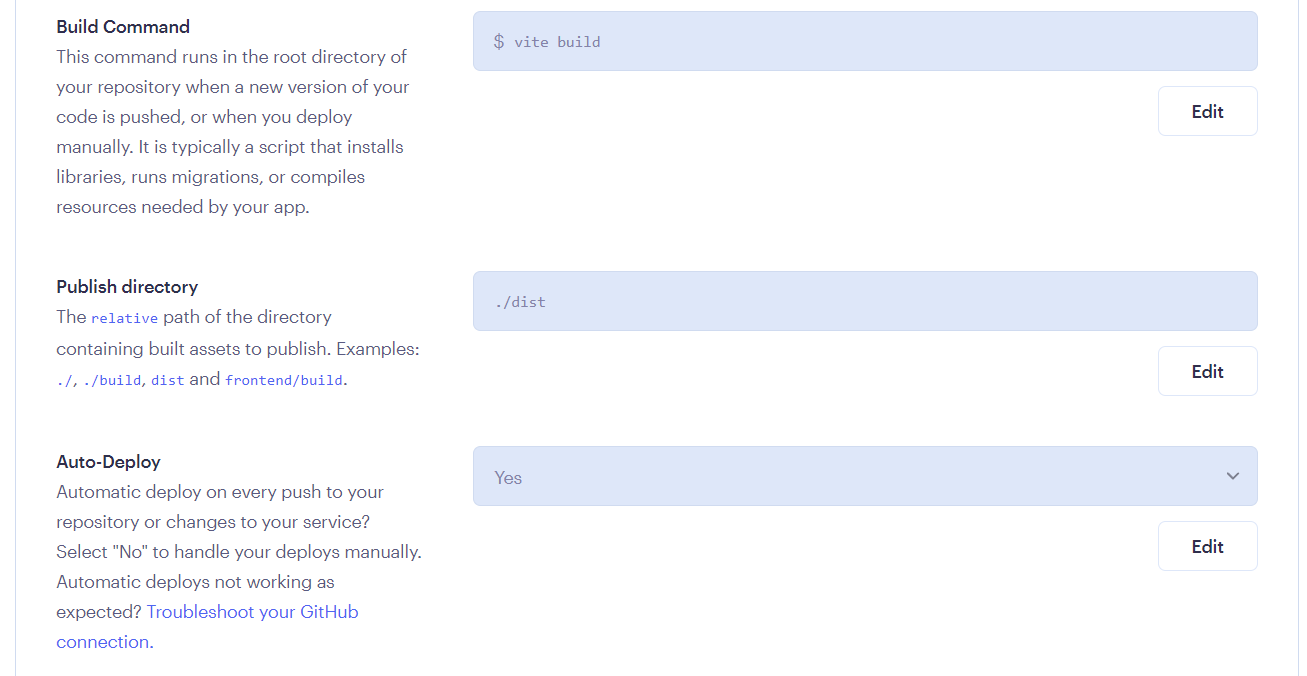 Build Command
This command runs in the root directory of
your repository when a new version of your
code is pushed, or when you deploy
manually. It is typically a script that installs
libraries, runs migrations, or compiles
resources needed by your app.
$ vite build
Edit
Publish directory
The relative path of the directory
containing built assets to publish. Examples:
./, ./build, dist and frontend/build.
./dist
Edit
Auto-Deploy
Automatic deploy on every push to your
repository or changes to your service?
Select "No" to handle your deploys manually.
Automatic deploys not working as
expected? Troubleshoot your GitHub
connection.
Yes
Edit